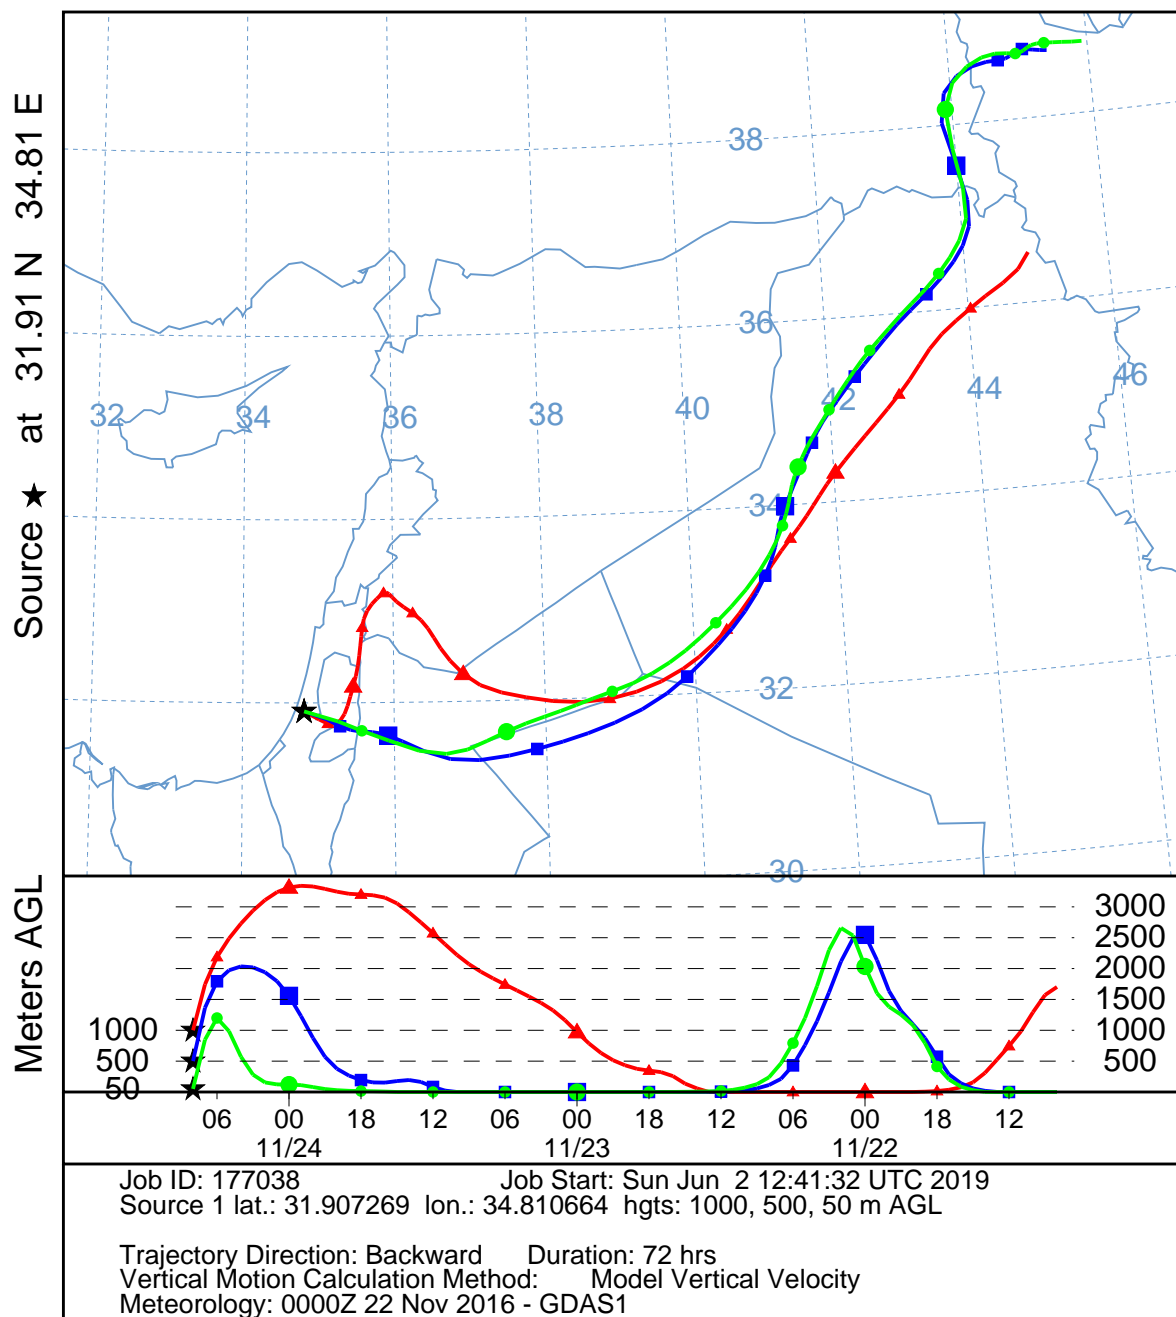 Source ★ at 31.91 N 34.81 E
38
36
32
34
36
38
40
42
44
46
34
32
30
Meters AGL
3000
2500
2000
1500
1000 1000
500 500
50
06 00 18 12 06 00 18 12 06 00 18 12
11/24 11/23 11/22
Job ID: 177038 Job Start: Sun Jun 2 12:41:32 UTC 2019
Source 1 lat.: 31.907269 lon.: 34.810664 hgts: 1000, 500, 50 m AGL
Trajectory Direction: Backward Duration: 72 hrs
Vertical Motion Calculation Method: Model Vertical Velocity
Meteorology: 0000Z 22 Nov 2016 - GDAS1